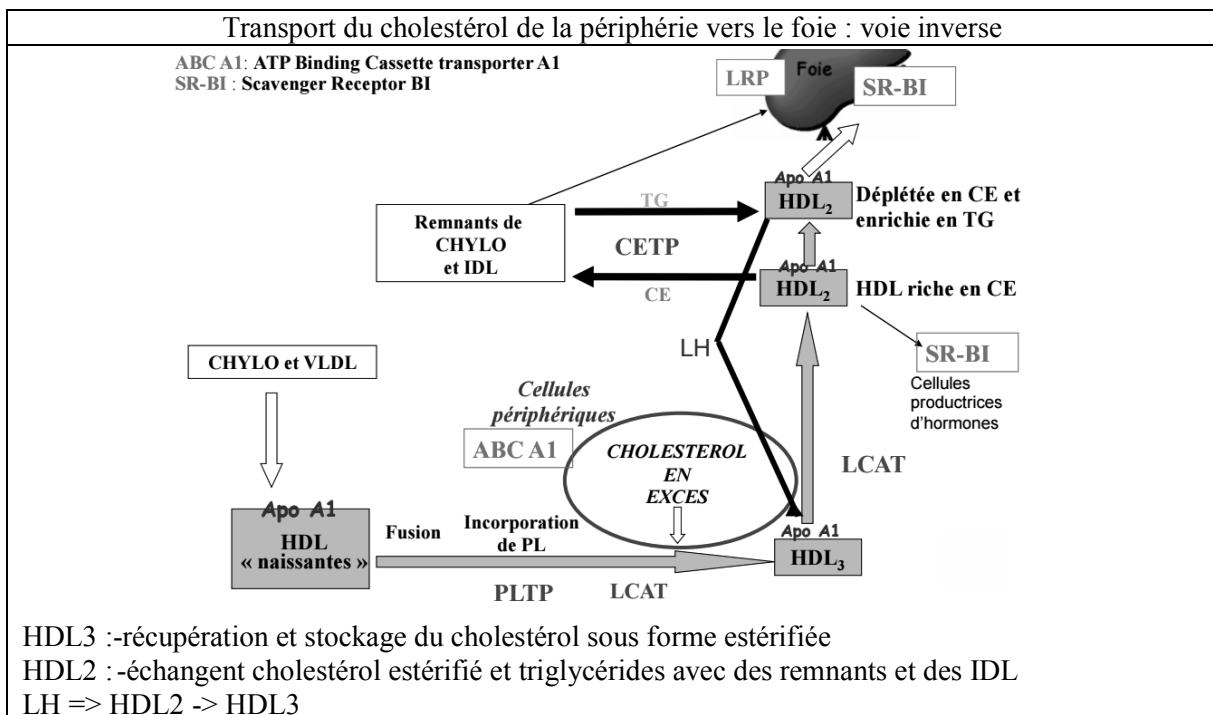 Transport du cholestérol de la périphérie vers le foie : voie inverse
ABC A1: ATP Binding Cassette transporter A1
SR-BI : Scavenger Receptor BI
LRP
Foie
SR-BI
Apo A1
HDL2
Déplétée en CE et
enrichie en TG
TG
Remnants de
CHYLO
et IDL
CETP
Apo A1
HDL2
HDL riche en CE
CE
LH
SR-BI
Cellules
productrices
d'hormones
CHYLO et VLDL
Cellules
périphériques
ABC A1
CHOLESTEROL
EN
EXCES
LCAT
Apo A1
HDL
« naissantes »
Fusion
Incorporation
de PL
PLTP
LCAT
Apo A1
HDL3
HDL3 :-récupération et stockage du cholestérol sous forme estérifiée
HDL2 :-échangent cholestérol estérifié et triglycérides avec des remnants et des IDL
LH => HDL2 -> HDL3